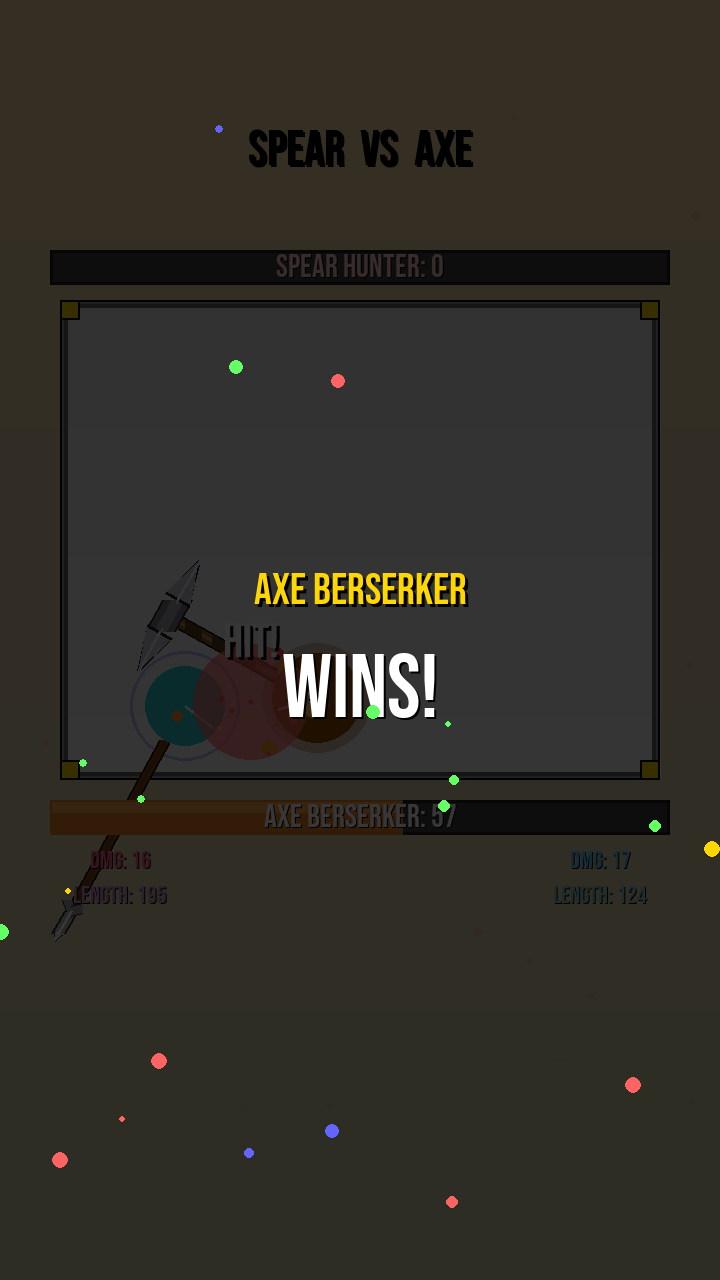 SPEAR VS AXE
SPEAR HUNTER: 0
AXE BERSERKER
HIT!
WINS!
AXE BERSERKER: 57
DMG: 16
DMG: 17
LENGTH: 195
LENGTH: 124